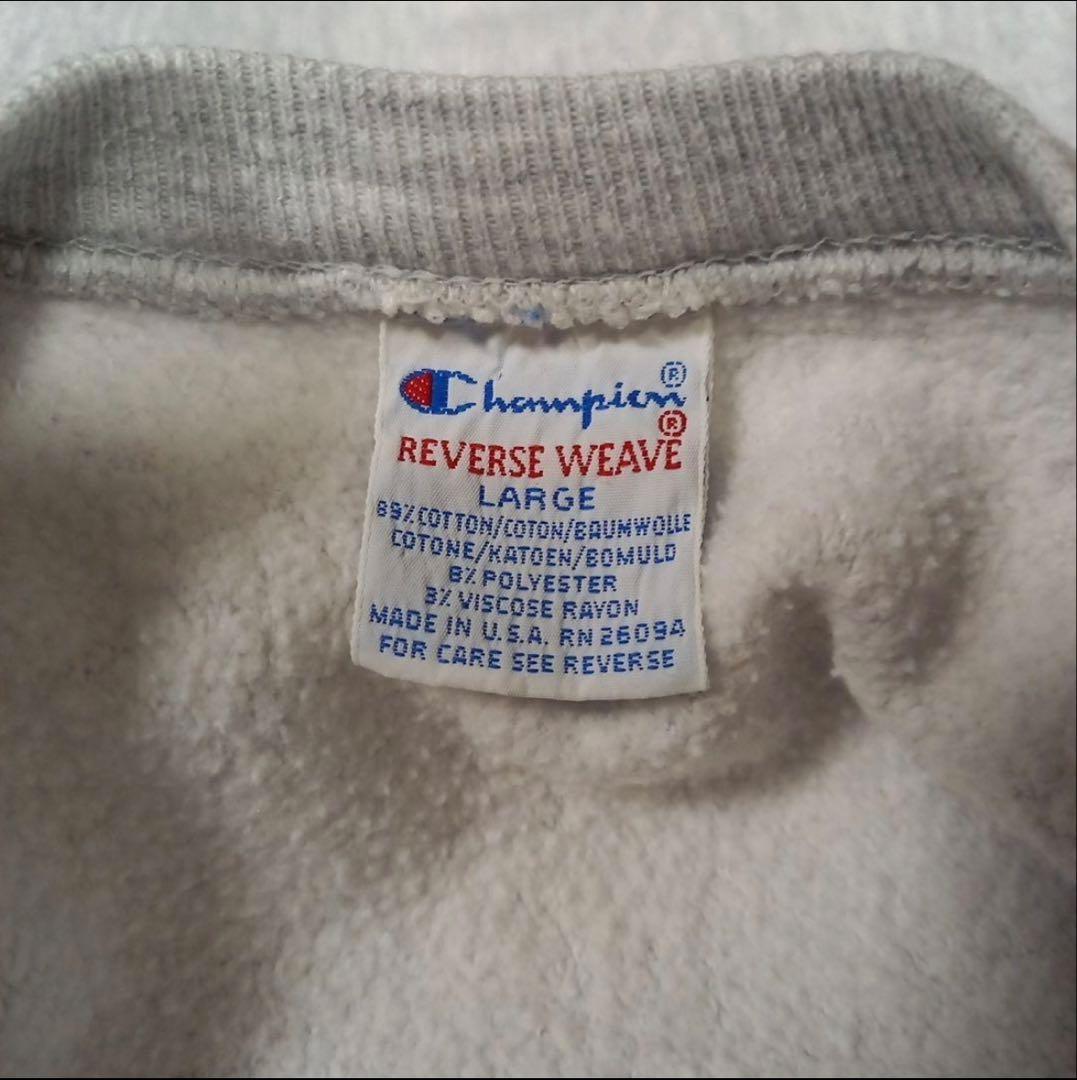 Champion®
REVERSE WEAVE®
LARGE
89% COTTON/COTON/BAUMWOLLE
COTONE/KATOEN/BOMULD
8% POLYESTER
3% VISCOSE RAYON
MADE IN U.S.A. RN 26094
FOR CARE SEE REVERSE